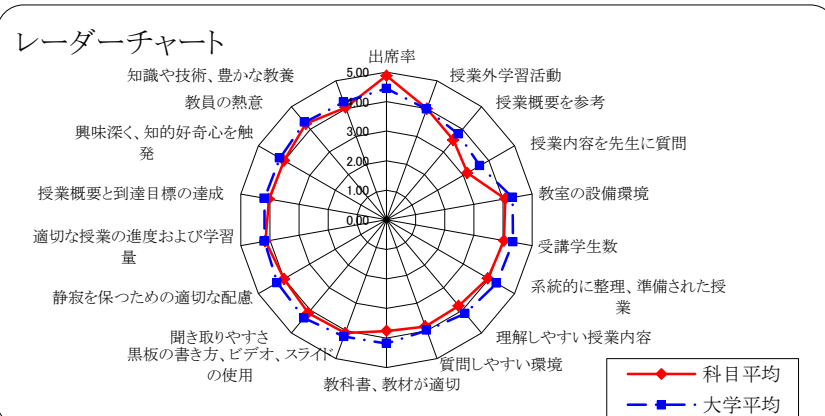 レーダーチャート
出席率
授業外学習活動
授業概要を参考
授業内容を先生に質問
教室の設備環境
受講学生数
系統的に整理、準備された授
業
理解しやすい授業内容
質問しやすい環境
教科書、教材が適切
黒板の書き方、ビデオ、スライド
の使用
聞き取りやすさ
静寂を保つための適切な配慮
適切な授業の進度および学習
量
授業概要と到達目標の達成
興味深く、知的好奇心を触
発
教員の熱意
知識や技術、豊かな教養
5.00
4.00
3.00
2.00
1.00
0.00
科目平均
大学平均